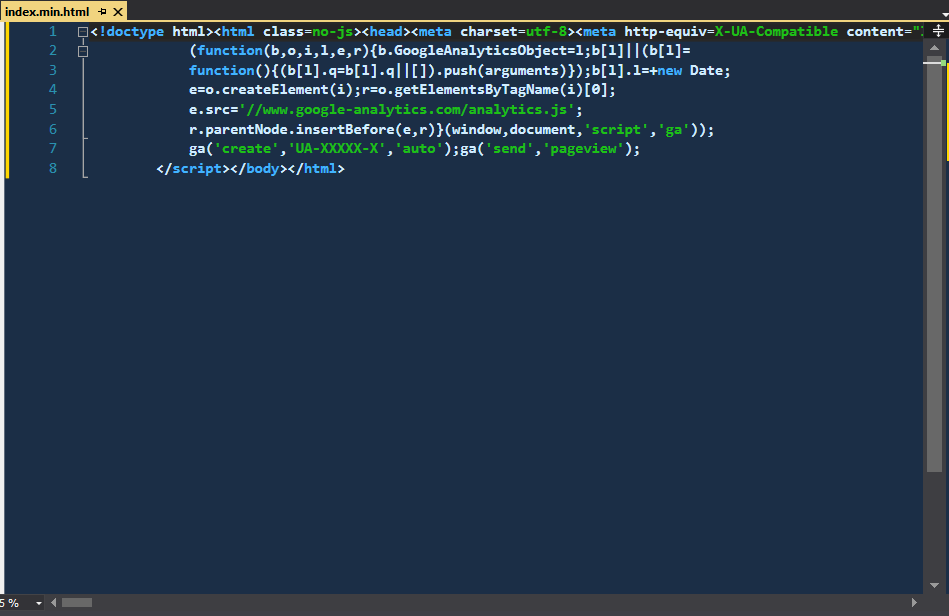 index.min.html
1 <!doctype html><html class=no-js><head><meta charset=utf-8><meta http-equiv=X-UA-Compatible content="
2 (function(b,o,i,l,e,r){b.GoogleAnalyticsObject=l;b[l]||(b[l]=
3 function(){(b[l].q=b[l].q||[]).push(arguments)});b[l].l=+new Date;
4 e=o.createElement(i);r=o.getElementsByTagName(i)[0];
5 e.src='//www.google-analytics.com/analytics.js';
6 r.parentNode.insertBefore(e,r)}(window,document,'script','ga'));
7 ga('create','UA-XXXXX-X','auto');ga('send','pageview');
8 </script></body></html>
5 %